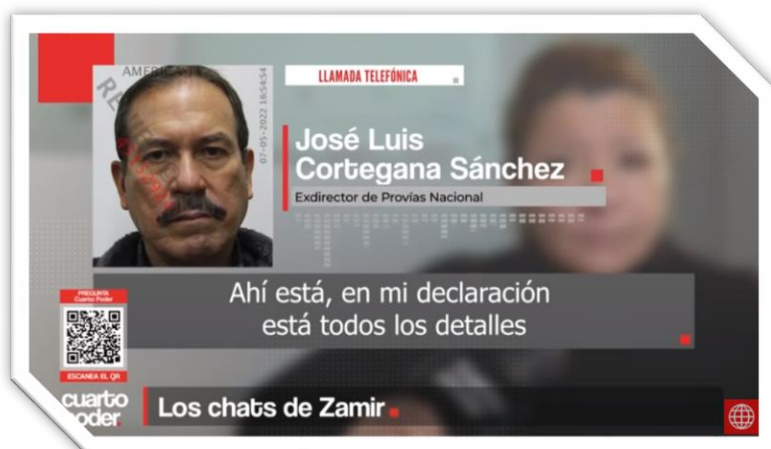 LLAMADA TELEFÓNICA
José Luis
Cortegana Sánchez
Exdirector de Provías Nacional
07-05-2022 16:54:54
Ahí está, en mi declaración
está todos los detalles
PREGUNTA
Cuarto Poder
ESCANEA EL QR
cuarto
poder.
Los chats de Zamir